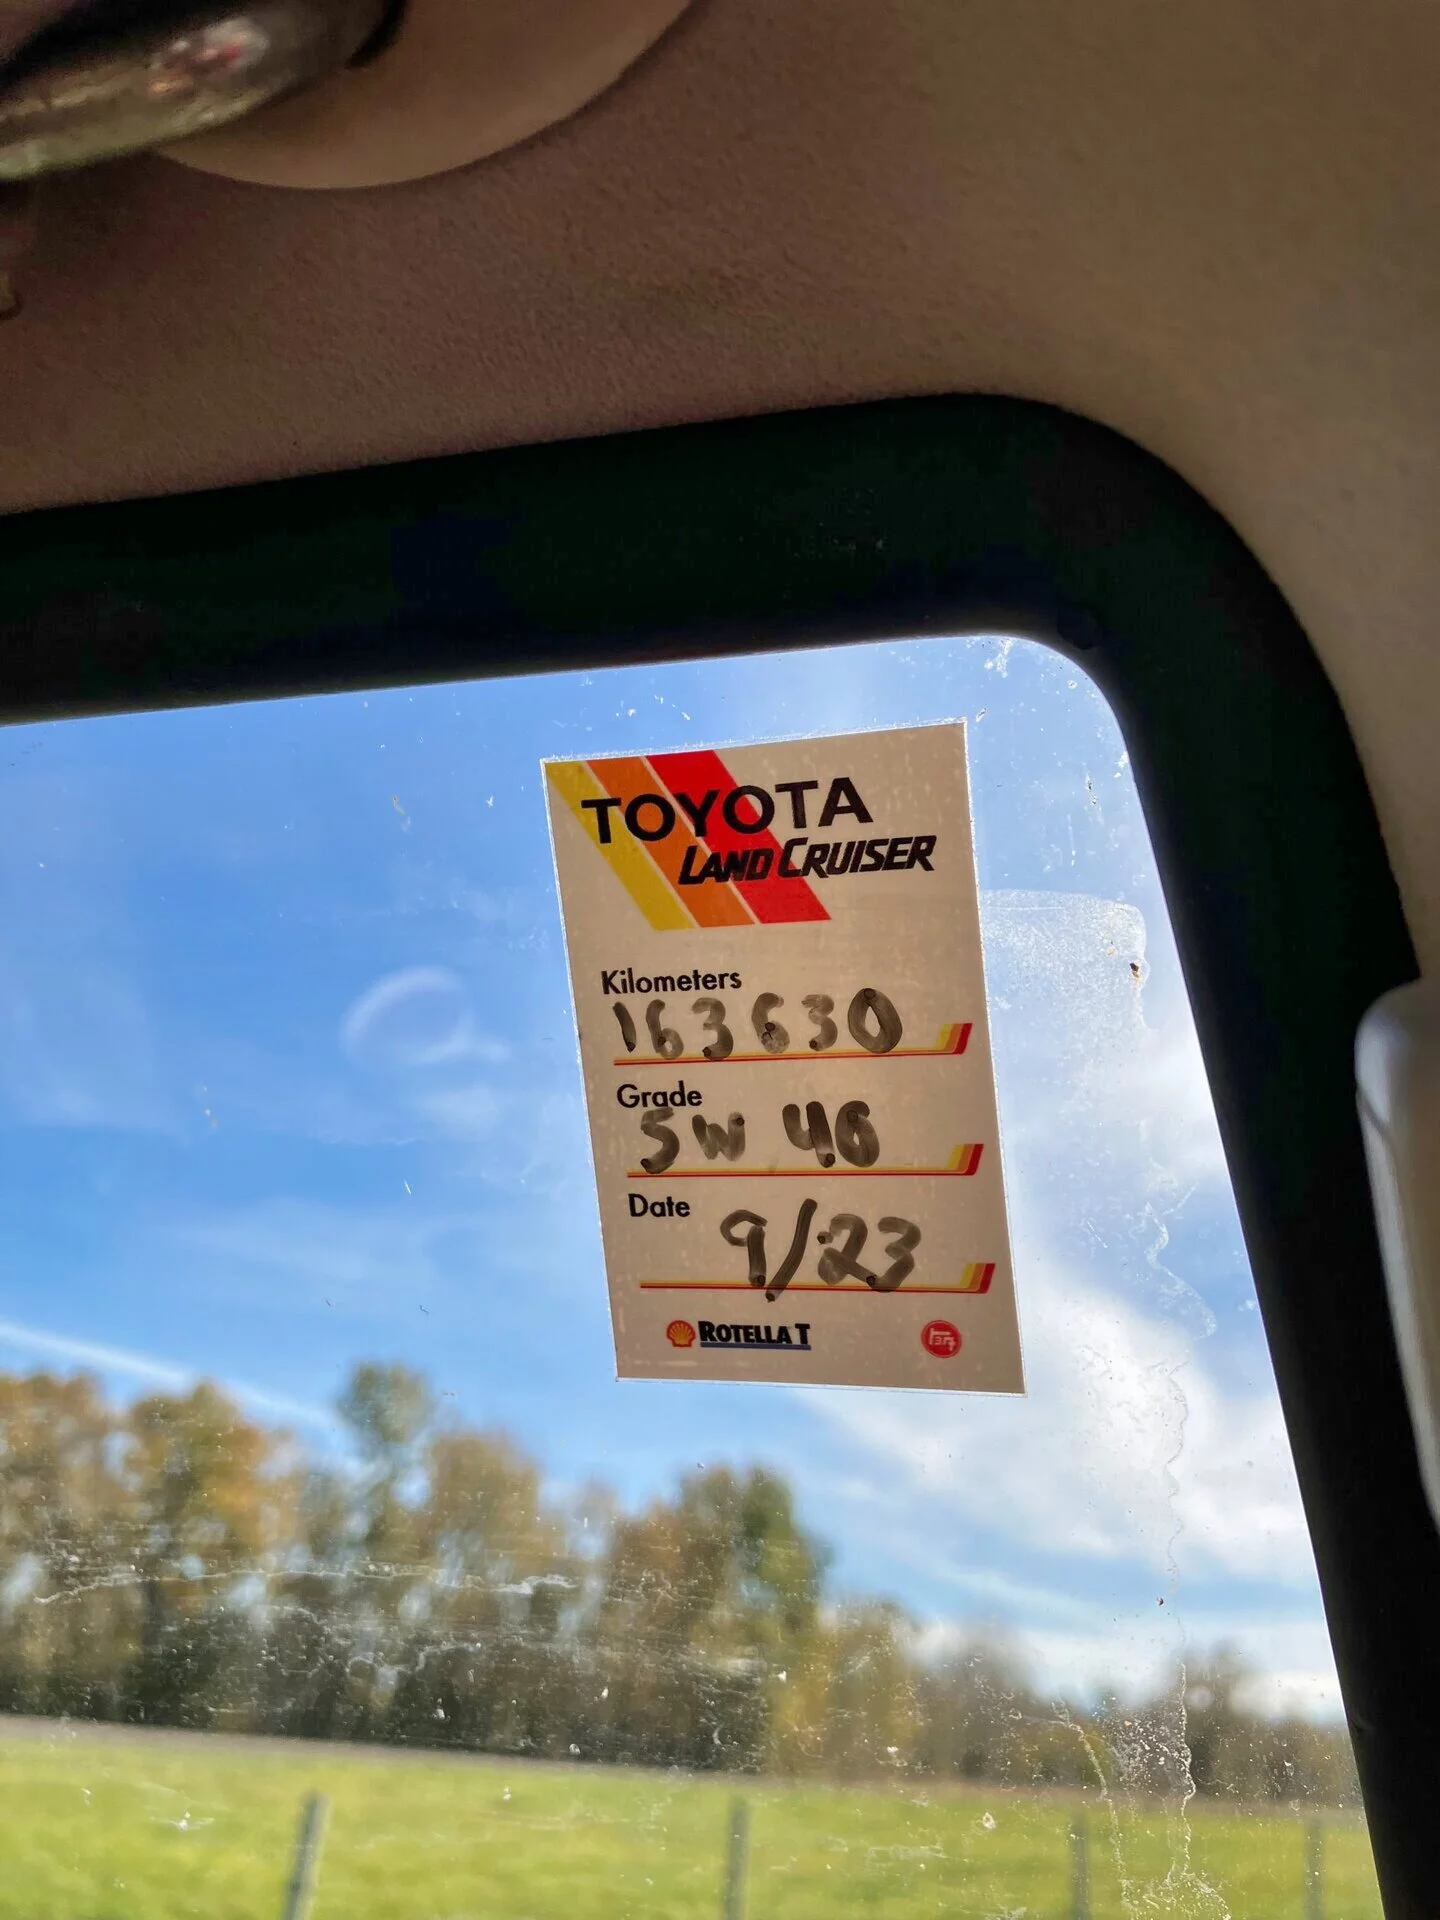 TOYOTA
LAND CRUISER
Kilometers
163630
Grade
5W 40
Date
9/23
ROTELLA T